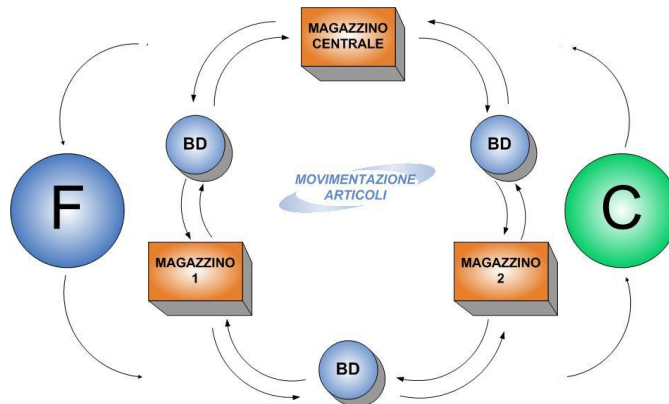 MAGAZZINO
CENTRALE
BD
BD
F
MOVIMENTAZIONE
ARTICOLI
C
MAGAZZINO
1
MAGAZZINO
2
BD